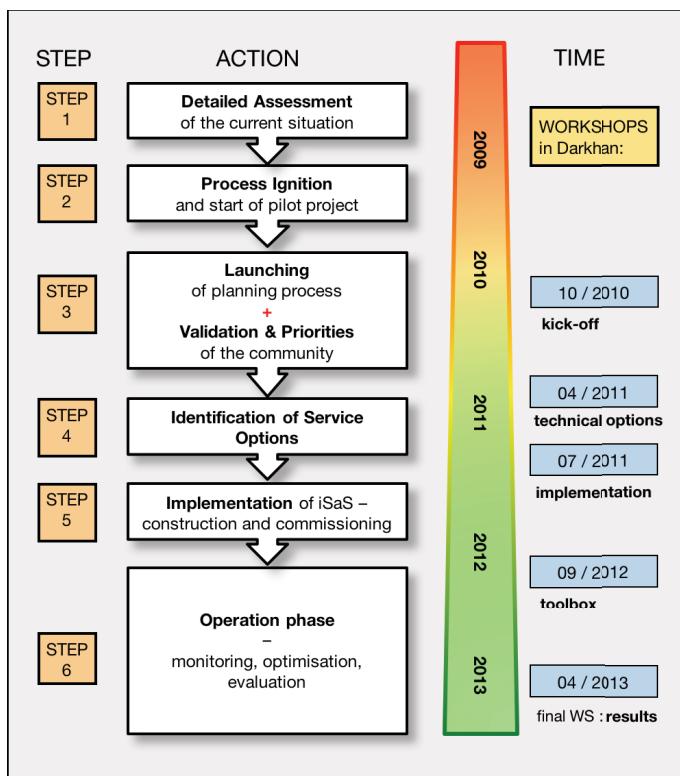 STEP
ACTION
TIME
STEP
1
Detailed Assessment
of the current situation
STEP
2
Process Ignition
and start of pilot project
STEP
3
Launching
of planning process
+
Validation & Priorities
of the community
STEP
4
Identification of Service
Options
STEP
5
Implementation of iSaS –
construction and commissioning
STEP
6
Operation phase
–
monitoring, optimisation,
evaluation
2009
2010
2011
2012
2013
WORKSHOPS
in Darkhan:
10 / 2010
kick-off
04 / 2011
technical options
07 / 2011
implementation
09 / 2012
toolbox
04 / 2013
final WS : results